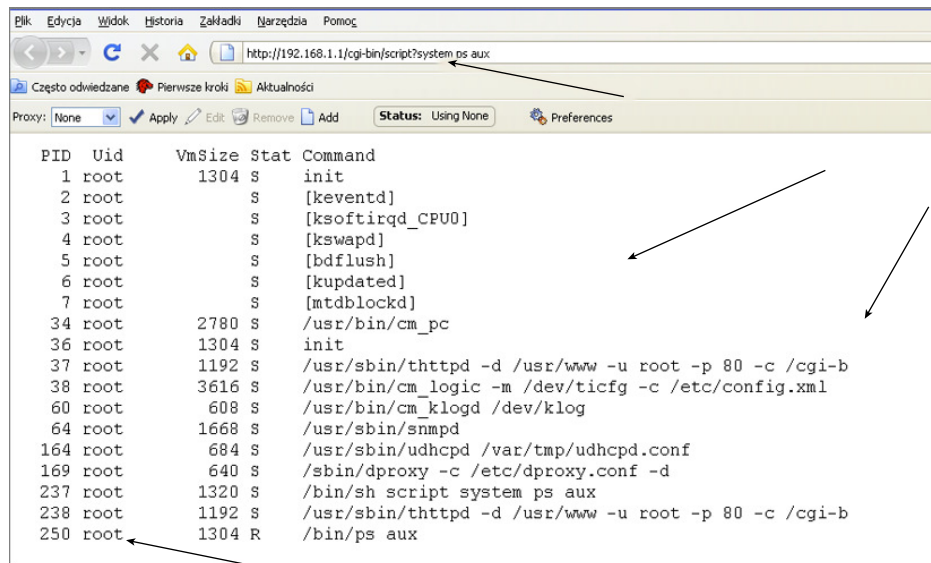 Plik Edycja Widok Historia Zakładki Narzędzia Pomoc
http://192.168.1.1/cgi-bin/script?system ps aux
Często odwiedzane Pierwsze kroki Aktualności
Proxy: None Apply Edit Remove Add Status: Using None Preferences
PID Uid VmSize Stat Command
1 root 1304 S init
2 root S [keventd]
3 root S [ksoftirqd_CPU0]
4 root S [kswapd]
5 root S [bdflush]
6 root S [kupdated]
7 root S [mtdblockd]
34 root 2780 S /usr/bin/cm_pc
36 root 1304 S init
37 root 1192 S /usr/sbin/thttpd -d /usr/www -u root -p 80 -c /cgi-b
38 root 3616 S /usr/bin/cm_logic -m /dev/ticfg -c /etc/config.xml
60 root 608 S /usr/bin/cm_klogd /dev/klog
64 root 1668 S /usr/sbin/snmpd
164 root 684 S /usr/sbin/udhcpd /var/tmp/udhcpd.conf
169 root 640 S /sbin/dproxy -c /etc/dproxy.conf -d
237 root 1320 S /bin/sh script system ps aux
238 root 1192 S /usr/sbin/thttpd -d /usr/www -u root -p 80 -c /cgi-b
250 root 1304 R /bin/ps aux